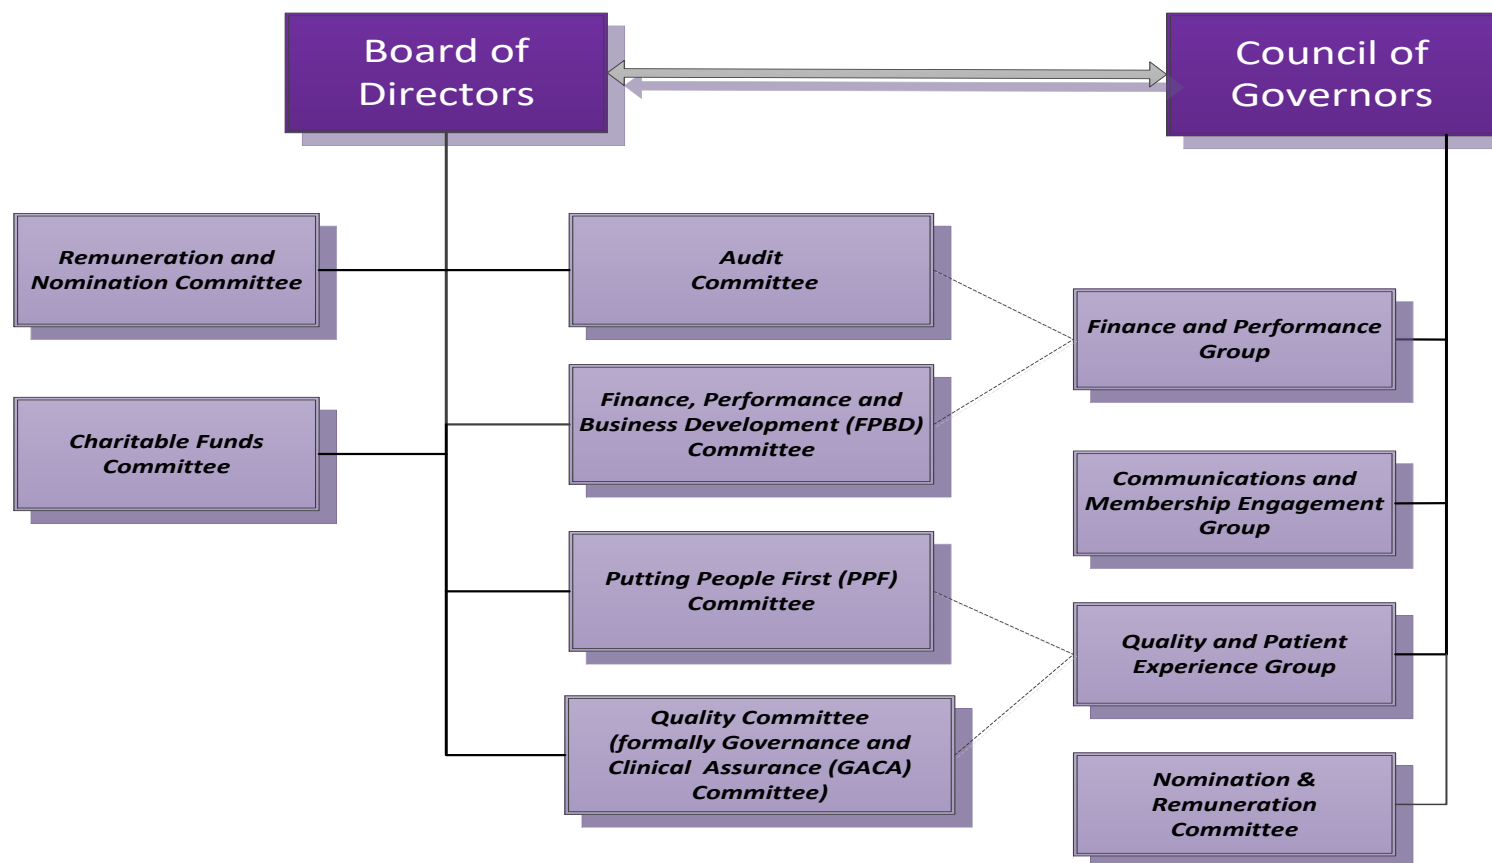 Board of
Directors
Council of
Governors
Remuneration and
Nomination Committee
Audit
Committee
Finance and Performance
Group
Finance, Performance and
Business Development (FPBD)
Committee
Charitable Funds
Committee
Communications and
Membership Engagement
Group
Putting People First (PPF)
Committee
Quality and Patient
Experience Group
Quality Committee
(formally Governance and
Clinical  Assurance (GACA)
Committee)
Nomination &
Remuneration
Committee